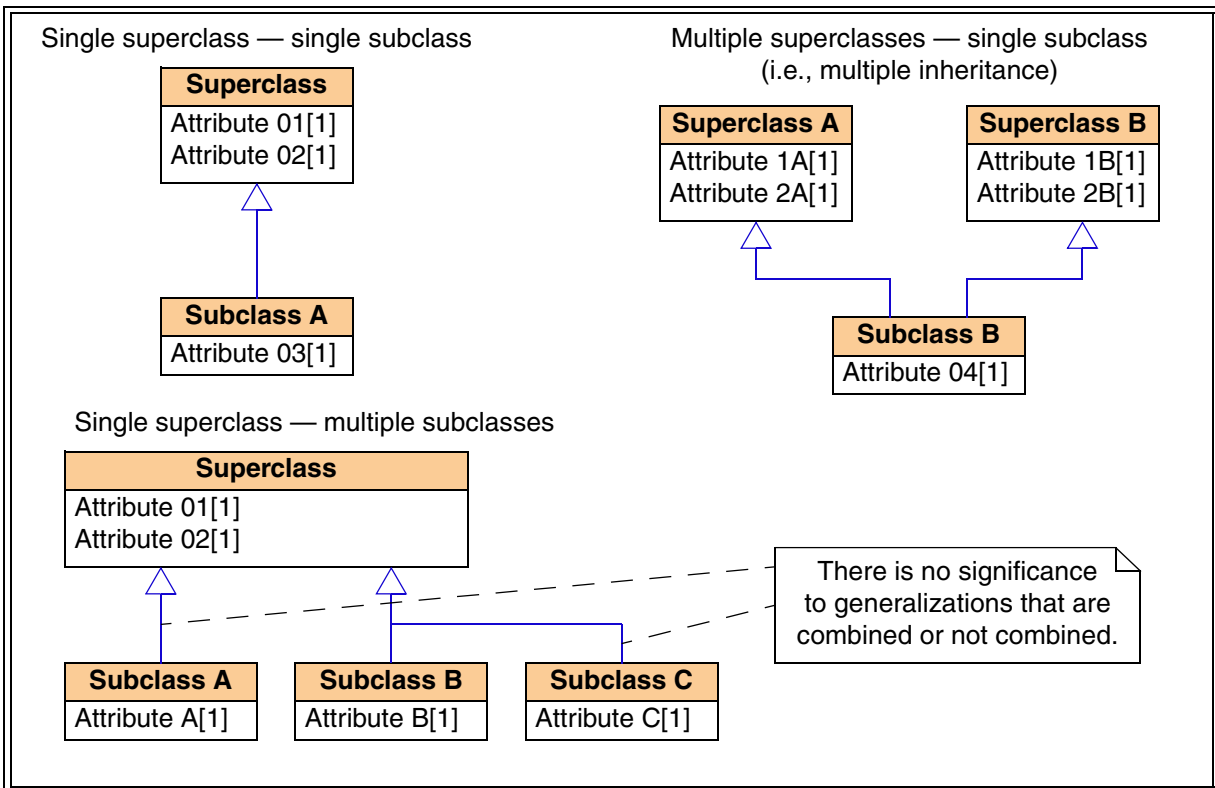 Single superclass — single subclass
Superclass
Attribute 01[1]
Attribute 02[1]
Subclass A
Attribute 03[1]
Multiple superclasses — single subclass
(i.e., multiple inheritance)
Superclass A
Attribute 1A[1]
Attribute 2A[1]
Superclass B
Attribute 1B[1]
Attribute 2B[1]
Subclass B
Attribute 04[1]
Single superclass — multiple subclasses
Superclass
Attribute 01[1]
Attribute 02[1]
There is no significance
to generalizations that are
combined or not combined.
Subclass A
Attribute A[1]
Subclass B
Attribute B[1]
Subclass C
Attribute C[1]